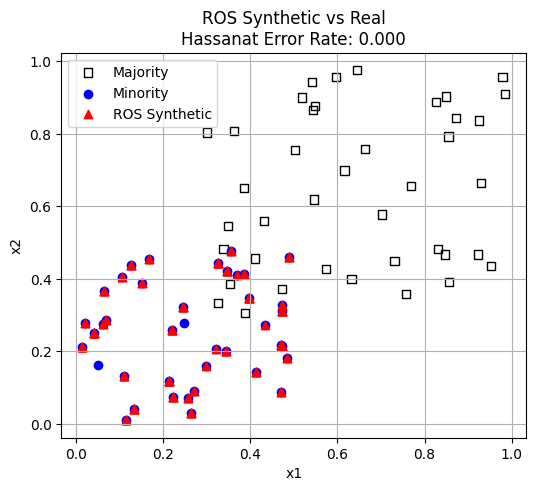 ROS Synthetic vs Real
Hassanat Error Rate: 0.000
Majority
Minority
ROS Synthetic
1.0
0.8
0.6
0.4
0.2
0.0
x2
0.0 0.2 0.4 0.6 0.8 1.0
x1